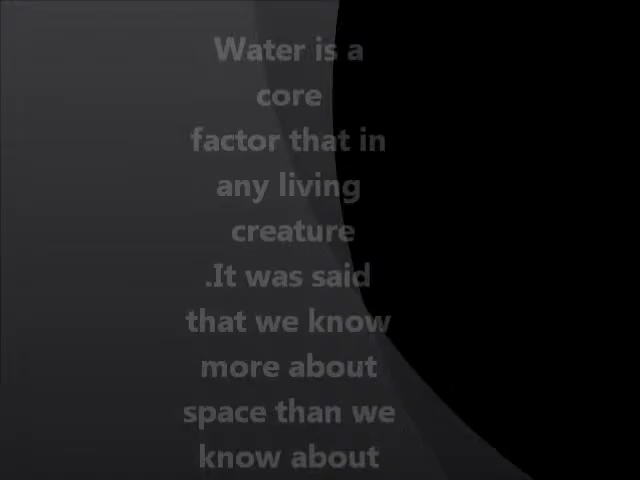 Water is a
core
factor that in
any living
creature
.It was said
that we know
more about
space than we
know about